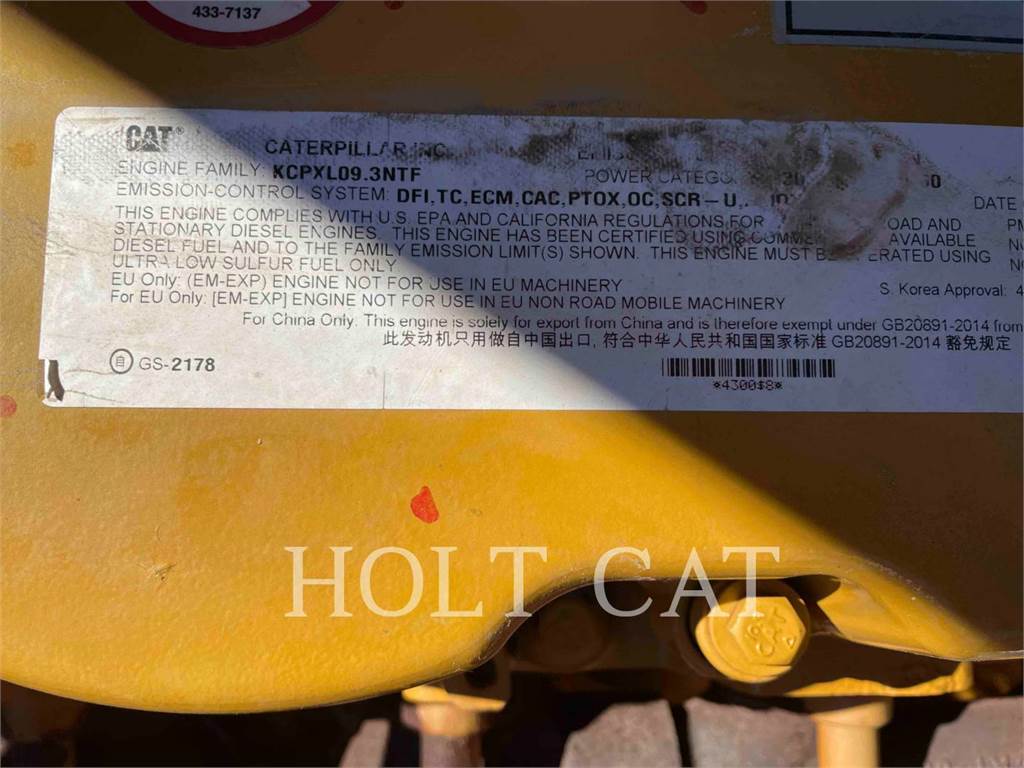 433-7137
CAT
CATERPILLAR INC.
ENGINE FAMILY: KCPXL09.3NTF
POWER CATEGO
EMISSION-CONTROL SYSTEM: DFI,TC,ECM,CAC,PTOX,OC,SCR-U,
DATE
THIS ENGINE COMPLIES WITH U.S. EPA AND CALIFORNIA REGULATIONS FOR OAD AND
STATIONARY DIESEL ENGINES. THIS ENGINE HAS BEEN CERTIFIED USING COMME AVAILABLE
DIESEL FUEL AND TO THE FAMILY EMISSION LIMIT(S) SHOWN. THIS ENGINE MUST BE ERATED USING
ULTRA LOW SULFUR FUEL ONLY
EU Only: (EM-EXP) ENGINE NOT FOR USE IN EU MACHINERY
For EU Only: [EM-EXP] ENGINE NOT FOR USE IN EU NON ROAD MOBILE MACHINERY
S. Korea Approval: 4
For China Only: This engine is solely for export from China and is therefore exempt under GB20891-2014 from
此发动机只用做自中国出口, 符合中华人民共和国国家标准 GB20891-2014 豁免规定
自 GS-2178
*4300$8*
HOLT CAT